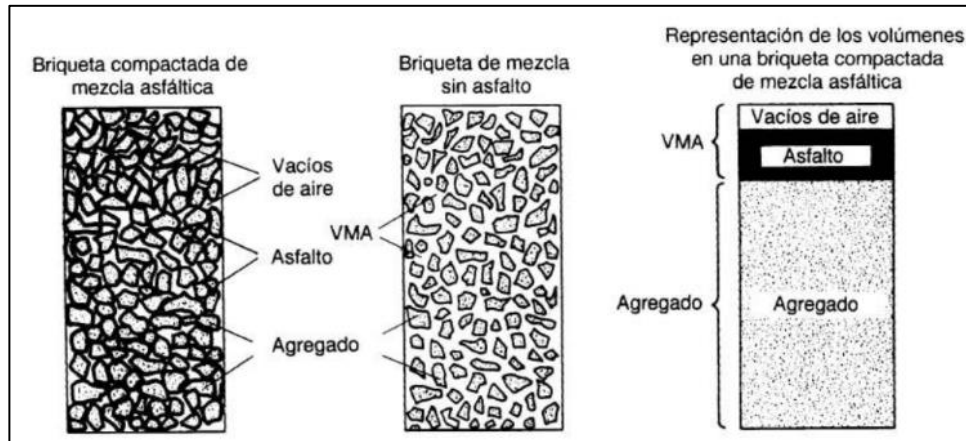 Briqueta compactada de
mezcla asfáltica
Vacíos
de aire
Asfalto
Agregado
Briqueta de mezcla
sin asfalto
VMA
Representación de los volúmenes
en una briqueta compactada
de mezcla asfáltica
VMA
Vacíos de aire
Asfalto
Agregado
Agregado